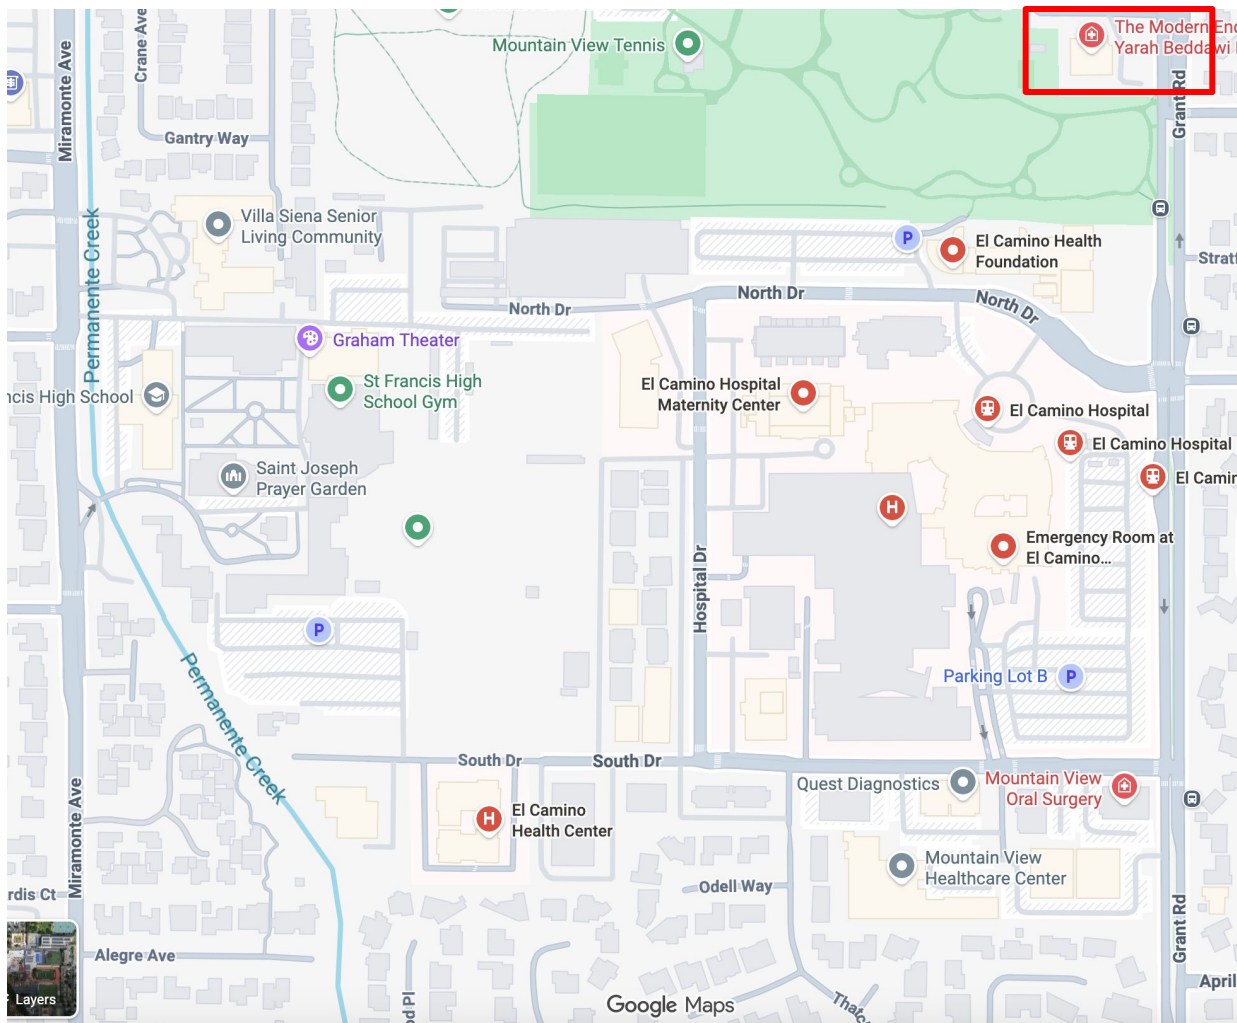 Crane Ave
Miramonte Ave
Mountain View Tennis
The Modern
Yarah Beddawi
Grant Rd
Gantry Way
Villa Siena Senior
Living Community
Permanente Creek
P
El Camino Health
Foundation
North Dr
North Dr
North Dr
Graham Theater
St Francis High
School Gym
High School
El Camino Hospital
Maternity Center
El Camino Hospital
El Camino Hospital
El
Saint Joseph
Prayer Garden
H
Emergency Room at
El Camino...
Hospital Dr
P
Permanente Creek
Parking Lot B P
South Dr
South Dr
Quest Diagnostics
Mountain View
Oral Surgery
H El Camino
Health Center
Miramonte Ave
Mountain View
Healthcare Center
Odell Way
Ct
Grant Rd
Alegre Ave
Layers
Pl
Google Maps
April